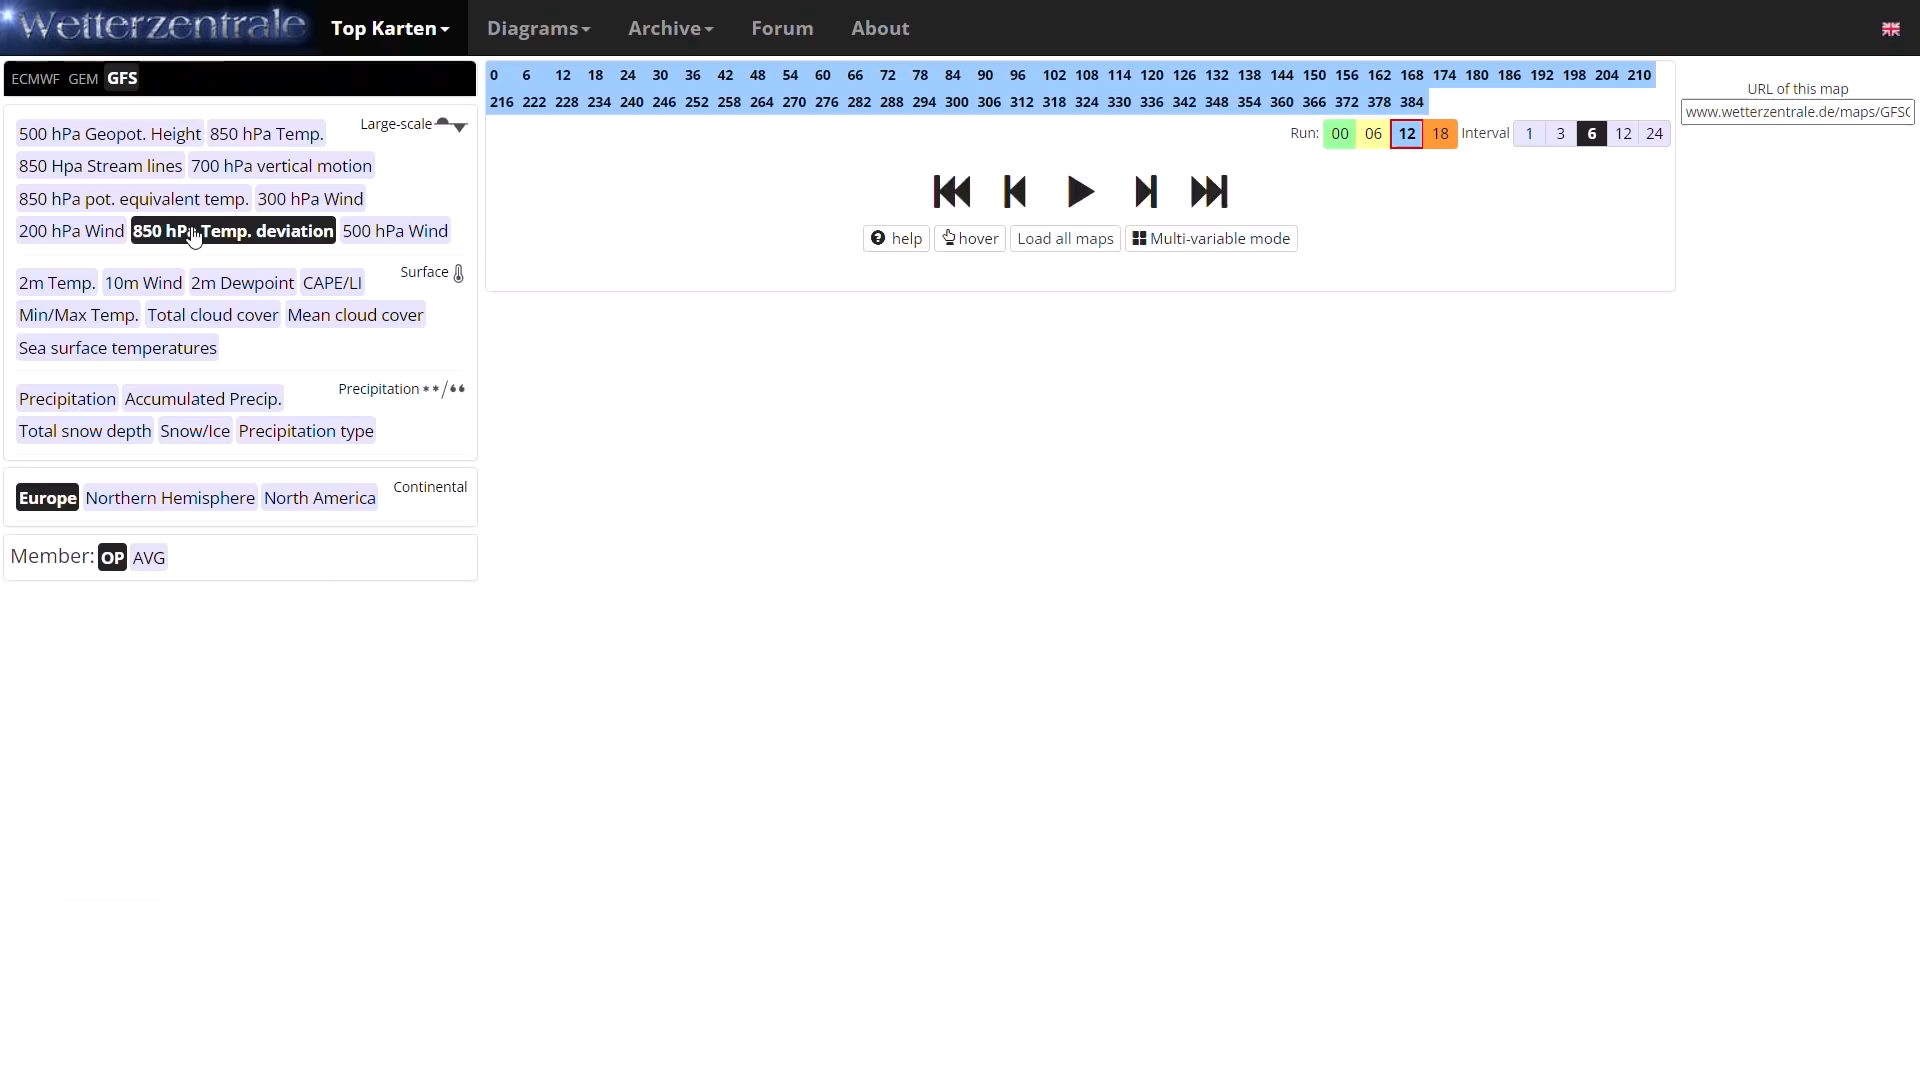 Wetterzentrale Top Karten Diagrams Archive Forum About
ECMWF GEM GFS
Large-scale
500 hPa Geopot. Height 850 hPa Temp.
850 Hpa Stream lines 700 hPa vertical motion
850 hPa pot. equivalent temp. 300 hPa Wind
200 hPa Wind 850 hPa Temp. deviation 500 hPa Wind
Surface
2m Temp. 10m Wind 2m Dewpoint CAPE/LI
Min/Max Temp. Total cloud cover Mean cloud cover
Sea surface temperatures
Precipitation **/
Precipitation Accumulated Precip.
Total snow depth Snow/Ice Precipitation type
Continental
Europe Northern Hemisphere North America
Member: OP AVG
0 6 12 18 24 30 36 42 48 54 60 66 72 78 84 90 96 102 108 114 120 126 132 138 144 150 156 162 168 174 180 186 192 198 204 210
216 222 228 234 240 246 252 258 264 270 276 282 288 294 300 306 312 318 324 330 336 342 348 354 360 366 372 378 384
Run: 00 06 12 18 Interval 1 3 6 12 24
help hover Load all maps Multi-variable mode
URL of this map
www.wetterzentrale.de/maps/GFSO